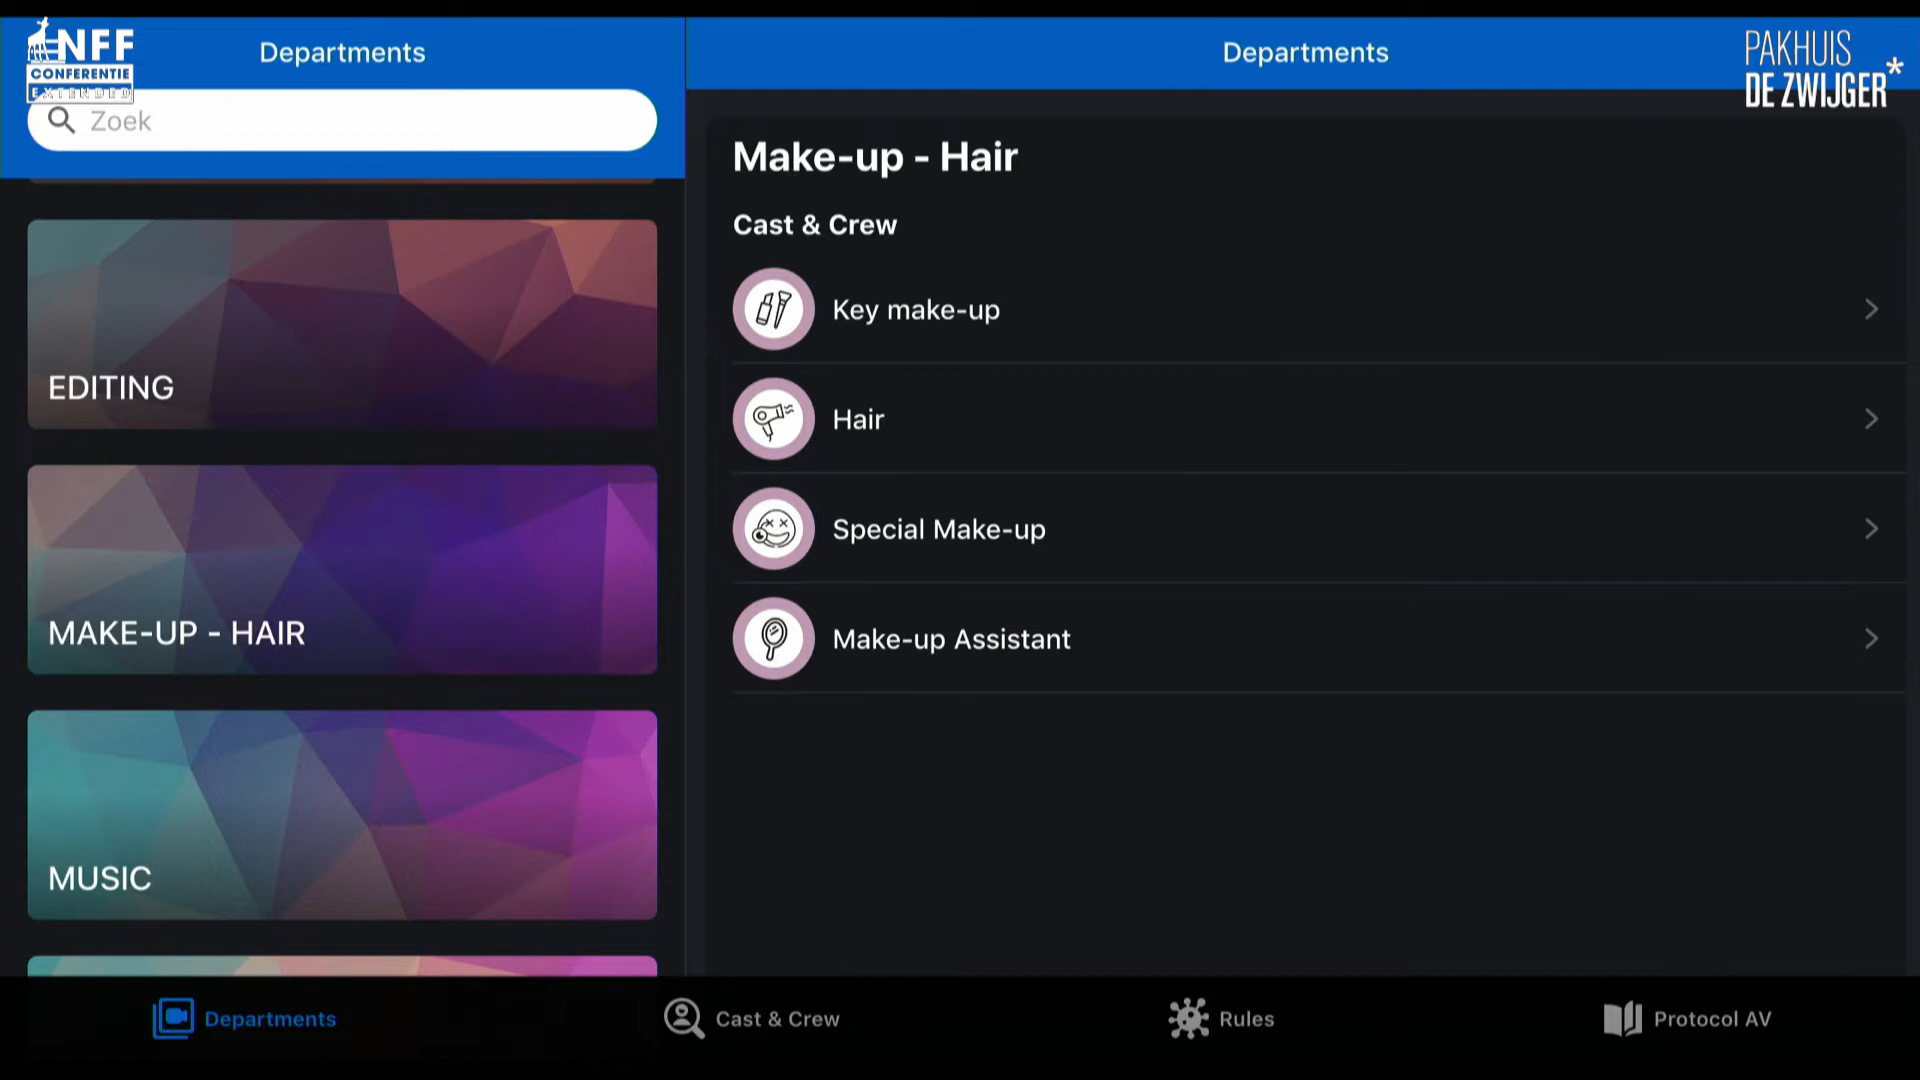 NFF
CONFERENTIE
EXTENDED
Departments
Zoek
EDITING
MAKE-UP - HAIR
MUSIC
Departments
PAKHUIS
DE ZWIJGER*
Make-up - Hair
Cast & Crew
Key make-up
Hair
Special Make-up
Make-up Assistant
Departments
Cast & Crew
Rules
Protocol AV